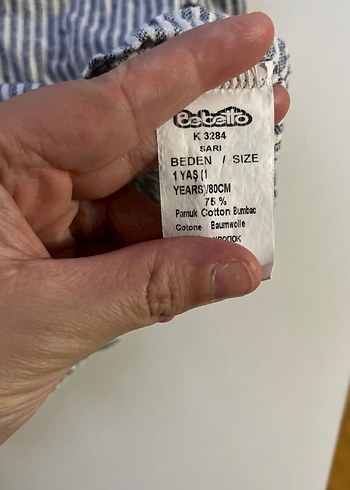 Bebetto
K 3284
SARI
BEDEN / SIZE
1 YAŞ (1
YEARS)/80CM
75 %
Pamuk Cotton Bumbac
Cotone Baumwolle